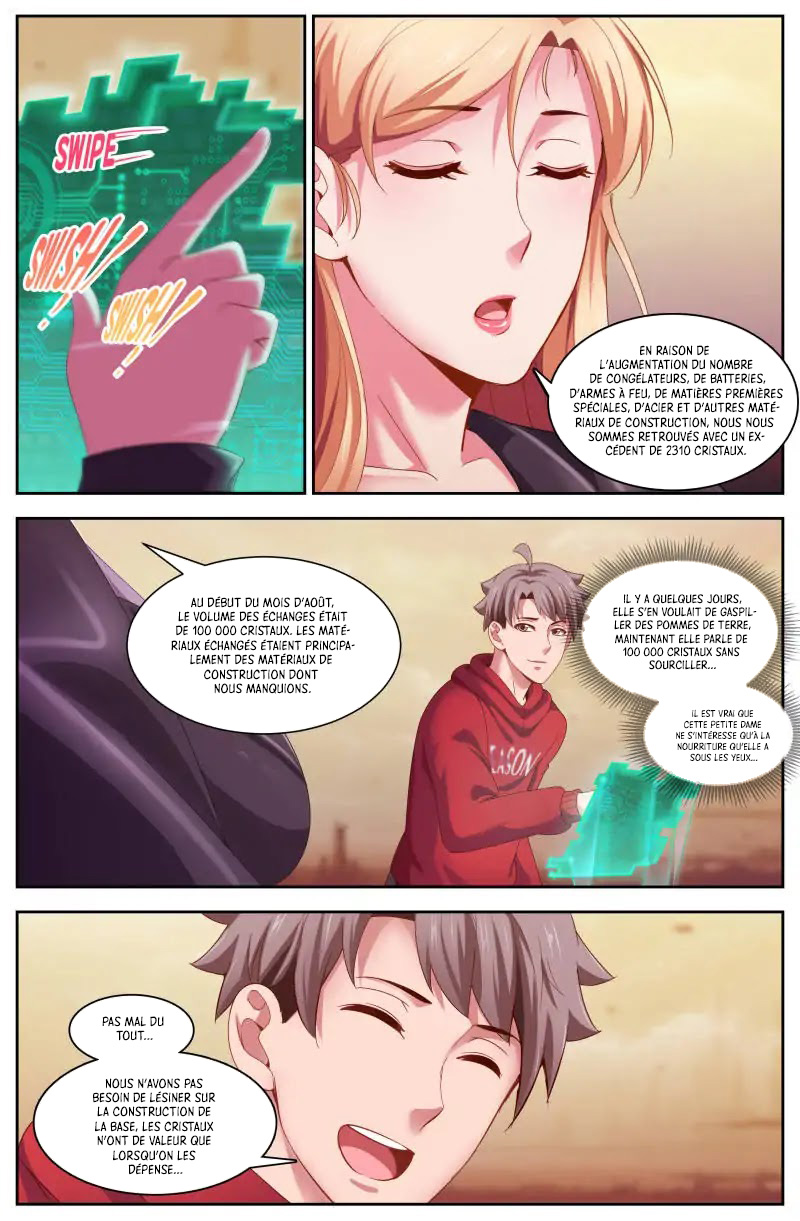 SWIPE
SWISH!
SWISH!
EN RAISON DE
L'AUGMENTATION DU NOMBRE
DE CONGÉLATEURS, DE BATTERIES,
D'ARMES À FEU, DE MATIÈRES PREMIÈRES
SPÉCIALES, D'ACIER ET D'AUTRES MATÉ-
RIAUX DE CONSTRUCTION, NOUS NOUS
SOMMES RETROUVÉS AVEC UN EX-
CÉDENT DE 2310 CRISTAUX.
AU DÉBUT DU MOIS D'AOÛT,
LE VOLUME DES ÉCHANGES ÉTAIT
DE 100 000 CRISTAUX. LES MATÉ-
RIAUX ÉCHANGÉS ÉTAIENT PRINCIPA-
LEMENT DES MATÉRIAUX DE
CONSTRUCTION DONT
NOUS MANQUIONS.
IL Y A QUELQUES JOURS,
ELLE S'EN VOULAIT DE GASPIL-
LER DES POMMES DE TERRE,
MAINTENANT ELLE PARLE DE
100 000 CRISTAUX SANS
SOURCILLER...
IL EST VRAI QUE
CETTE PETITE DAME
NE S'INTÉRESSE QU'À LA
NOURRITURE QU'ELLE A
SOUS LES YEUX...
EASON
PAS MAL DU
TOUT...
NOUS N'AVONS PAS
BESOIN DE LÉSINER SUR
LA CONSTRUCTION DE
LA BASE, LES CRISTAUX
N'ONT DE VALEUR QUE
LORSQU'ON LES
DÉPENSE...